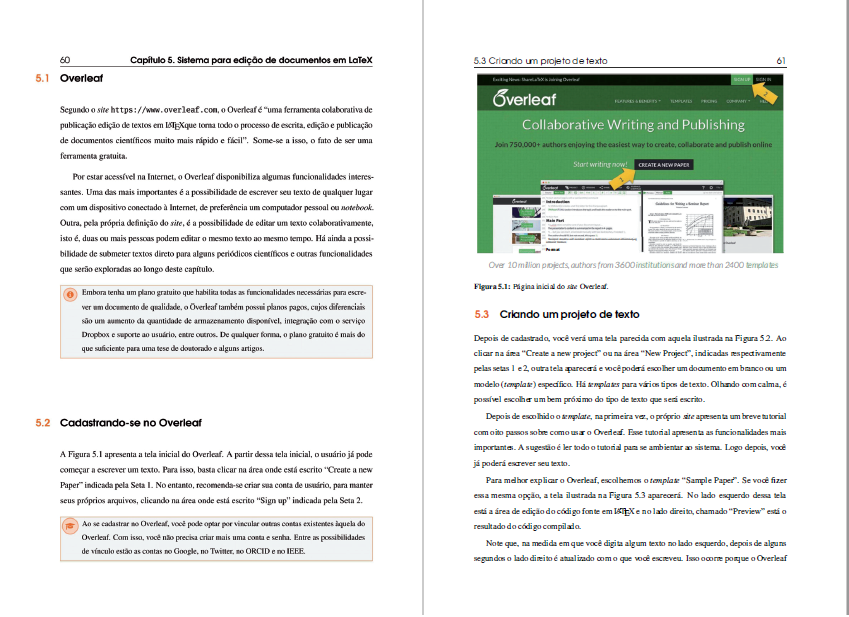 60 Capítulo 5. Sistema para edição de documentos em LaTeX
5.1 Overleaf
Segundo o site https://www.overleaf.com, o Overleaf é “uma ferramenta colaborativa de
publicação edição de textos em LATEXque torna todo o processo de escrita, edição e publicação
de documentos científicos muito mais rápido e fácil”. Some-se a isso, o fato de ser uma
ferramenta gratuita.
Por estar acessível na Internet, o Overleaf disponibiliza algumas funcionalidades interes-
santes. Uma das mais importantes é a possibilidade de escrever seu texto de qualquer lugar
com um dispositivo conectado à Internet, de preferência um computador pessoal ou notebook.
Outra, pela própria definição do site, é a possibilidade de editar um texto colaborativamente,
isto é, duas ou mais pessoas podem editar o mesmo texto ao mesmo tempo. Há ainda a possi-
bilidade de submeter textos direto para alguns periódicos científicos e outras funcionalidades
que serão exploradas ao longo deste capítulo.
Embora tenha um plano gratuito que habilita todas as funcionalidades necessárias para escre-
ver um documento de qualidade, o Overleaf também possui planos pagos, cujos diferenciais
são um aumento da quantidade de armazenamento disponível, integração com o serviço
Dropbox e suporte ao usuário, entre outros. De qualquer forma, o plano gratuito é mais do
que suficiente para uma tese de doutorado e alguns artigos.
5.2 Cadastrando-se no Overleaf
A Figura 5.1 apresenta a tela inicial do Overleaf. A partir dessa tela inicial, o usuário já pode
começar a escrever um texto. Para isso, basta clicar na área onde está escrito “Create a new
Paper” indicada pela Seta 1. No entanto, recomenda-se criar sua conta de usuário, para manter
seus próprios arquivos, clicando na área onde está escrito “Sign up” indicada pela Seta 2.
Ao se cadastrar no Overleaf, você pode optar por vincular outras contas existentes àquela do
Overleaf. Com isso, você não precisa criar mais uma conta e senha. Entre as possibilidades
de vínculo estão as contas no Google, no Twitter, no ORCID e no IEEE.
5.3 Criando um projeto de texto 61
Exciting News: ShareLaTeX is joining Overleaf SIGN UP SIGN IN
Overleaf FEATURES & BENEFITS TEMPLATES PRICING COMPANY
Collaborative Writing and Publishing
Join 750,000+ authors enjoying the easiest way to create, collaborate and publish online
Start writing now! CREATE A NEW PAPER
Introduction
Main Part
Over 10 million projects, authors from 3600 institutions and more than 2400 templates
Figura 5.1: Página inicial do site Overleaf.
5.3 Criando um projeto de texto
Depois de cadastrado, você verá uma tela parecida com aquela ilustrada na Figura 5.2. Ao
clicar na área “Create a new project” ou na área “New Project”, indicadas respectivamente
pelas setas 1 e 2, outra tela aparecerá e você poderá escolher um documento em branco ou um
modelo (template) específico. Há templates para vários tipos de texto. Olhando com calma, é
possível escolher um bem próximo do tipo de texto que será escrito.
Depois de escolhido o template, na primeira vez, o próprio site apresenta um breve tutorial
com oito passos sobre como usar o Overleaf. Esse tutorial apresenta as funcionalidades mais
importantes. A sugestão é ler todo o tutorial para se ambientar ao sistema. Logo depois, você
já poderá escrever seu texto.
Para melhor explicar o Overleaf, escolhemos o template “Sample Paper”. Se você fizer
essa mesma opção, a tela ilustrada na Figura 5.3 aparecerá. No lado esquerdo dessa tela
está a área de edição do código fonte em LATEX e no lado direito, chamado “Preview” está o
resultado do código compilado.
Note que, na medida em que você digita algum texto no lado esquerdo, depois de alguns
segundos o lado direito é atualizado com o que você escreveu. Isso ocorre porque o Overleaf